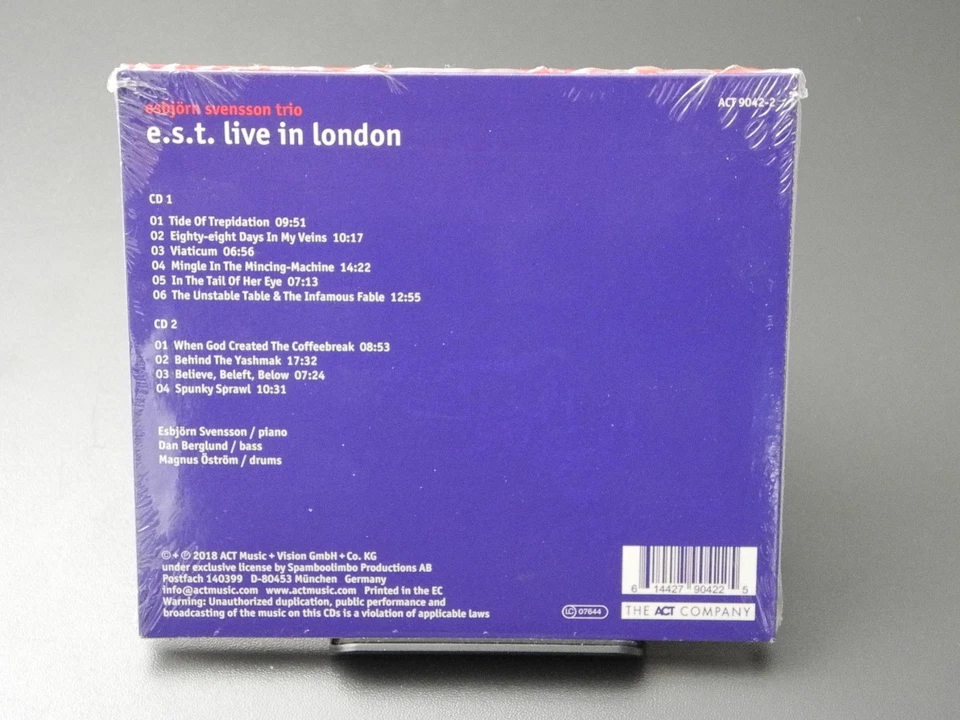 esbjörn svensson trio
ACT 9042-2
e.s.t. live in london
CD 1
01 Tide Of Trepidation 09:51
02 Eighty-eight Days In My Veins 10:17
03 Viaticum 06:56
04 Mingle In The Mincing-Machine 14:22
05 In The Tail Of Her Eye 07:13
06 The Unstable Table & The Infamous Fable 12:55
CD 2
01 When God Created The Coffeebreak 08:53
02 Behind The Yashmak 17:32
03 Believe, Beleft, Below 07:24
04 Spunky Sprawl 10:31
Esbjörn Svensson / piano
Dan Berglund / bass
Magnus Öström / drums
© + ℗ 2018 ACT Music + Vision GmbH + Co. KG
under exclusive license by Spamboolimbo Productions AB
Postfach 140399 D-80453 München Germany
info@actmusic.com www.actmusic.com Printed in the EC
Warning: Unauthorized duplication, public performance and
broadcasting of the music on this CDs is a violation of applicable laws
LC 07644
6 14427 90422 5
THE ACT COMPANY